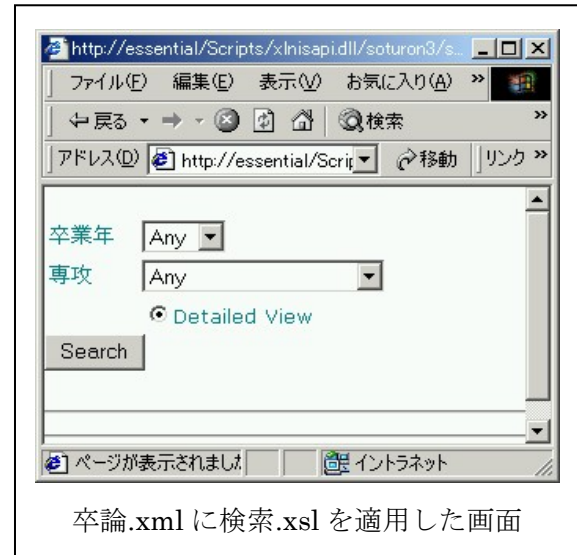 http://essential/Scripts/xlnisapi.dll/soturon3/s...
ファイル(F) 編集(E) 表示(V) お気に入り(A) »
戻る 検索 »
アドレス(D) http://essential/Scrip 移動 リンク »
卒業年 Any
専攻 Any
Detailed View
Search
ページが表示されました イントラネット
卒論.xml に検索.xsl を適用した画面